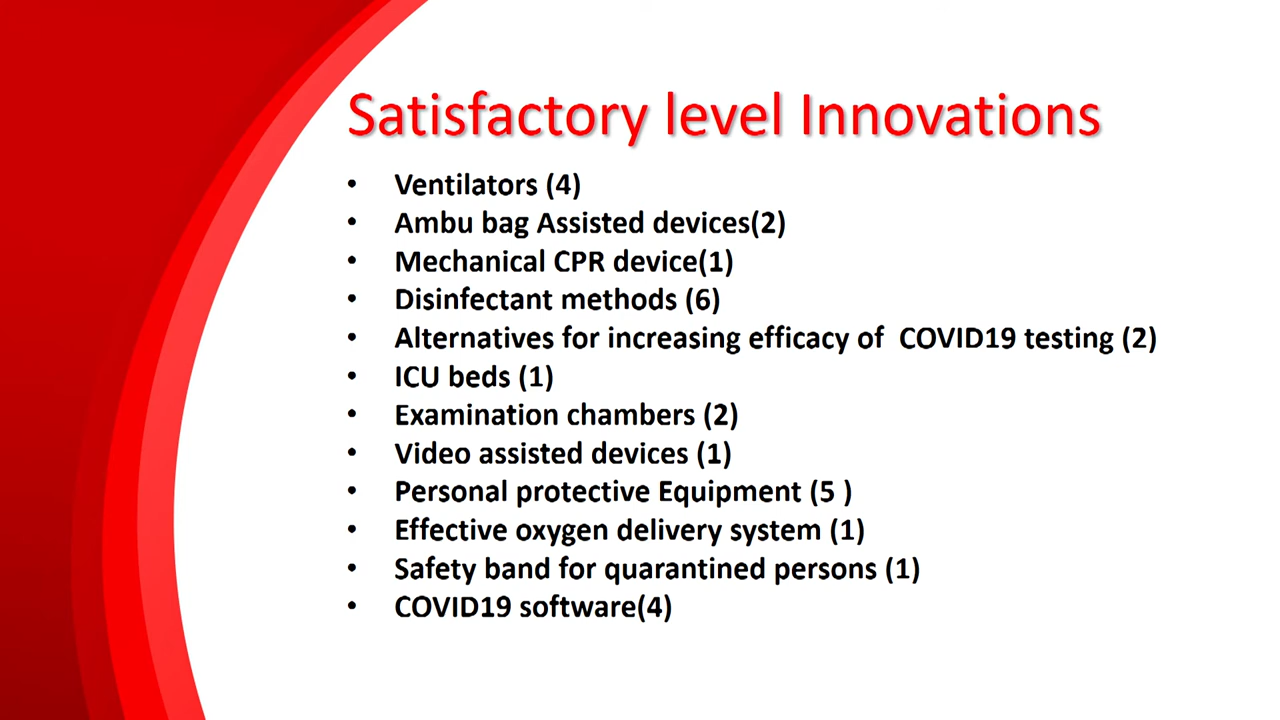 Satisfactory level Innovations
• Ventilators (4)
• Ambu bag Assisted devices(2)
• Mechanical CPR device(1)
• Disinfectant methods (6)
• Alternatives for increasing efficacy of  COVID19 testing (2)
• ICU beds (1)
• Examination chambers (2)
• Video assisted devices (1)
• Personal protective Equipment (5 )
• Effective oxygen delivery system (1)
• Safety band for quarantined persons (1)
• COVID19 software(4)